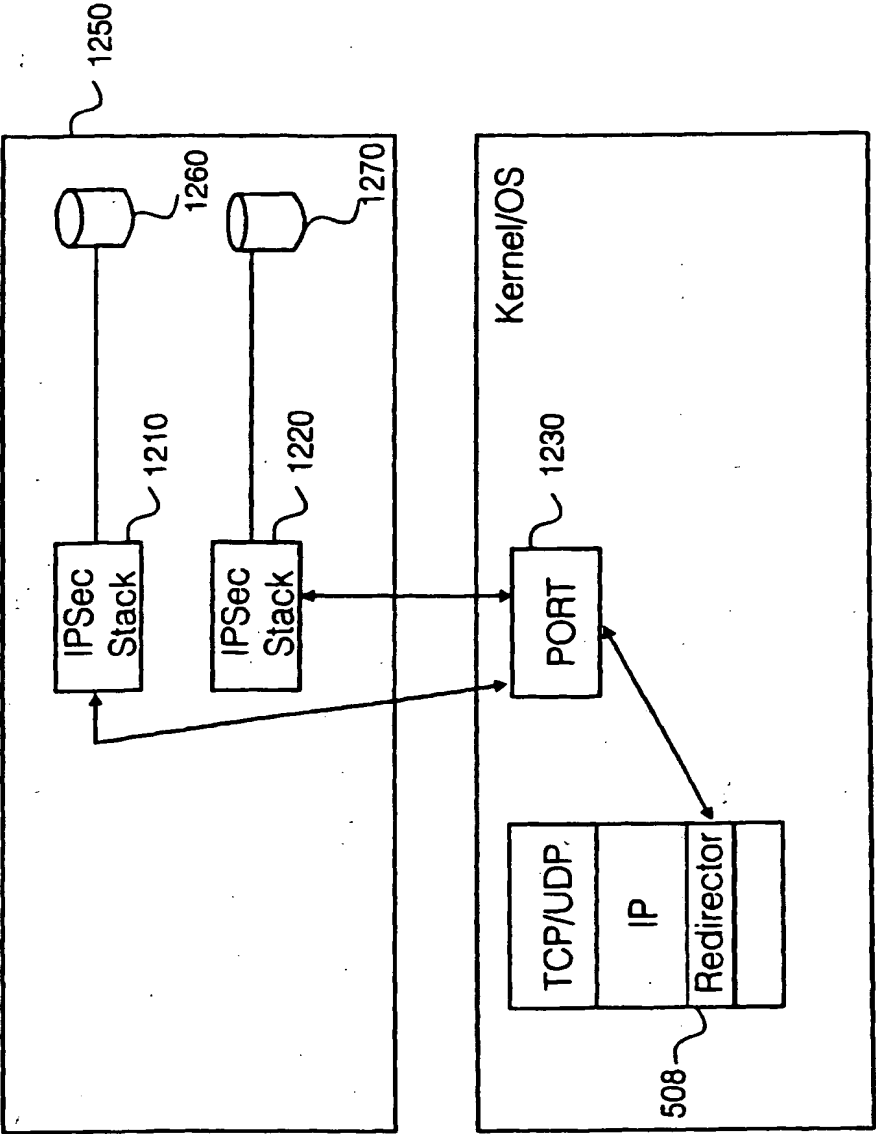 1250
1260
1270
1210
1220
IPSec
Stack
IPSec
Stack
Kernel/OS
1230
PORT
TCP/UDP
IP
Redirector
508